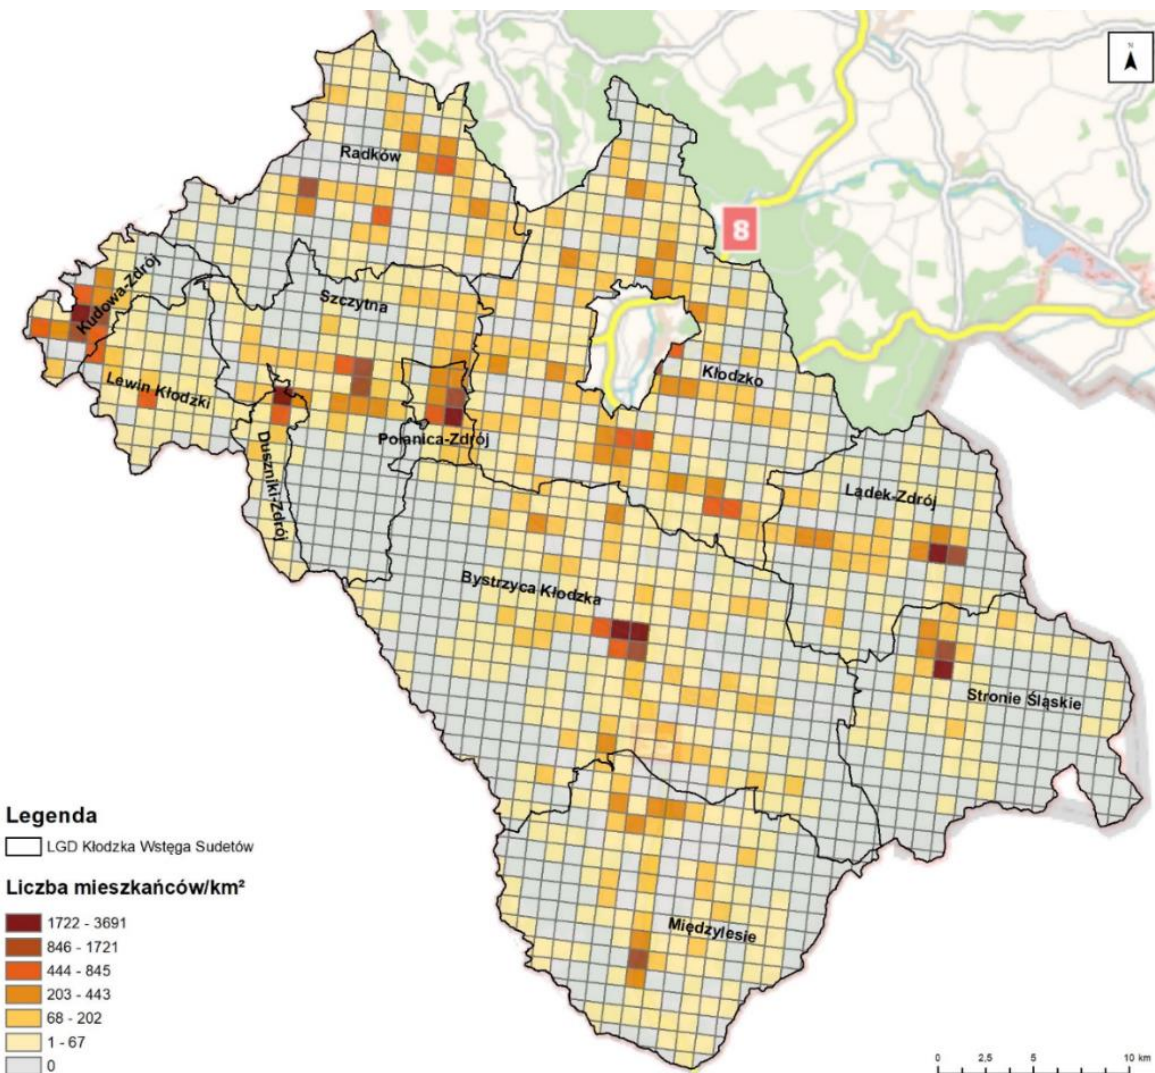 N
Radków
8
Kudowa-Zdrój
Szczytna
Kłodzko
Lewin Kłodzki
Polanica-Zdrój
Duszniki-Zdrój
Lądek-Zdrój
Bystrzyca Kłodzka
Stronie Śląskie
Międzylesie
Legenda
LGD Kłodzka Wstęga Sudetów
Liczba mieszkańców/km²
1722 - 3691
846 - 1721
444 - 845
203 - 443
68 - 202
1 - 67
0
0 2,5 5 10 km